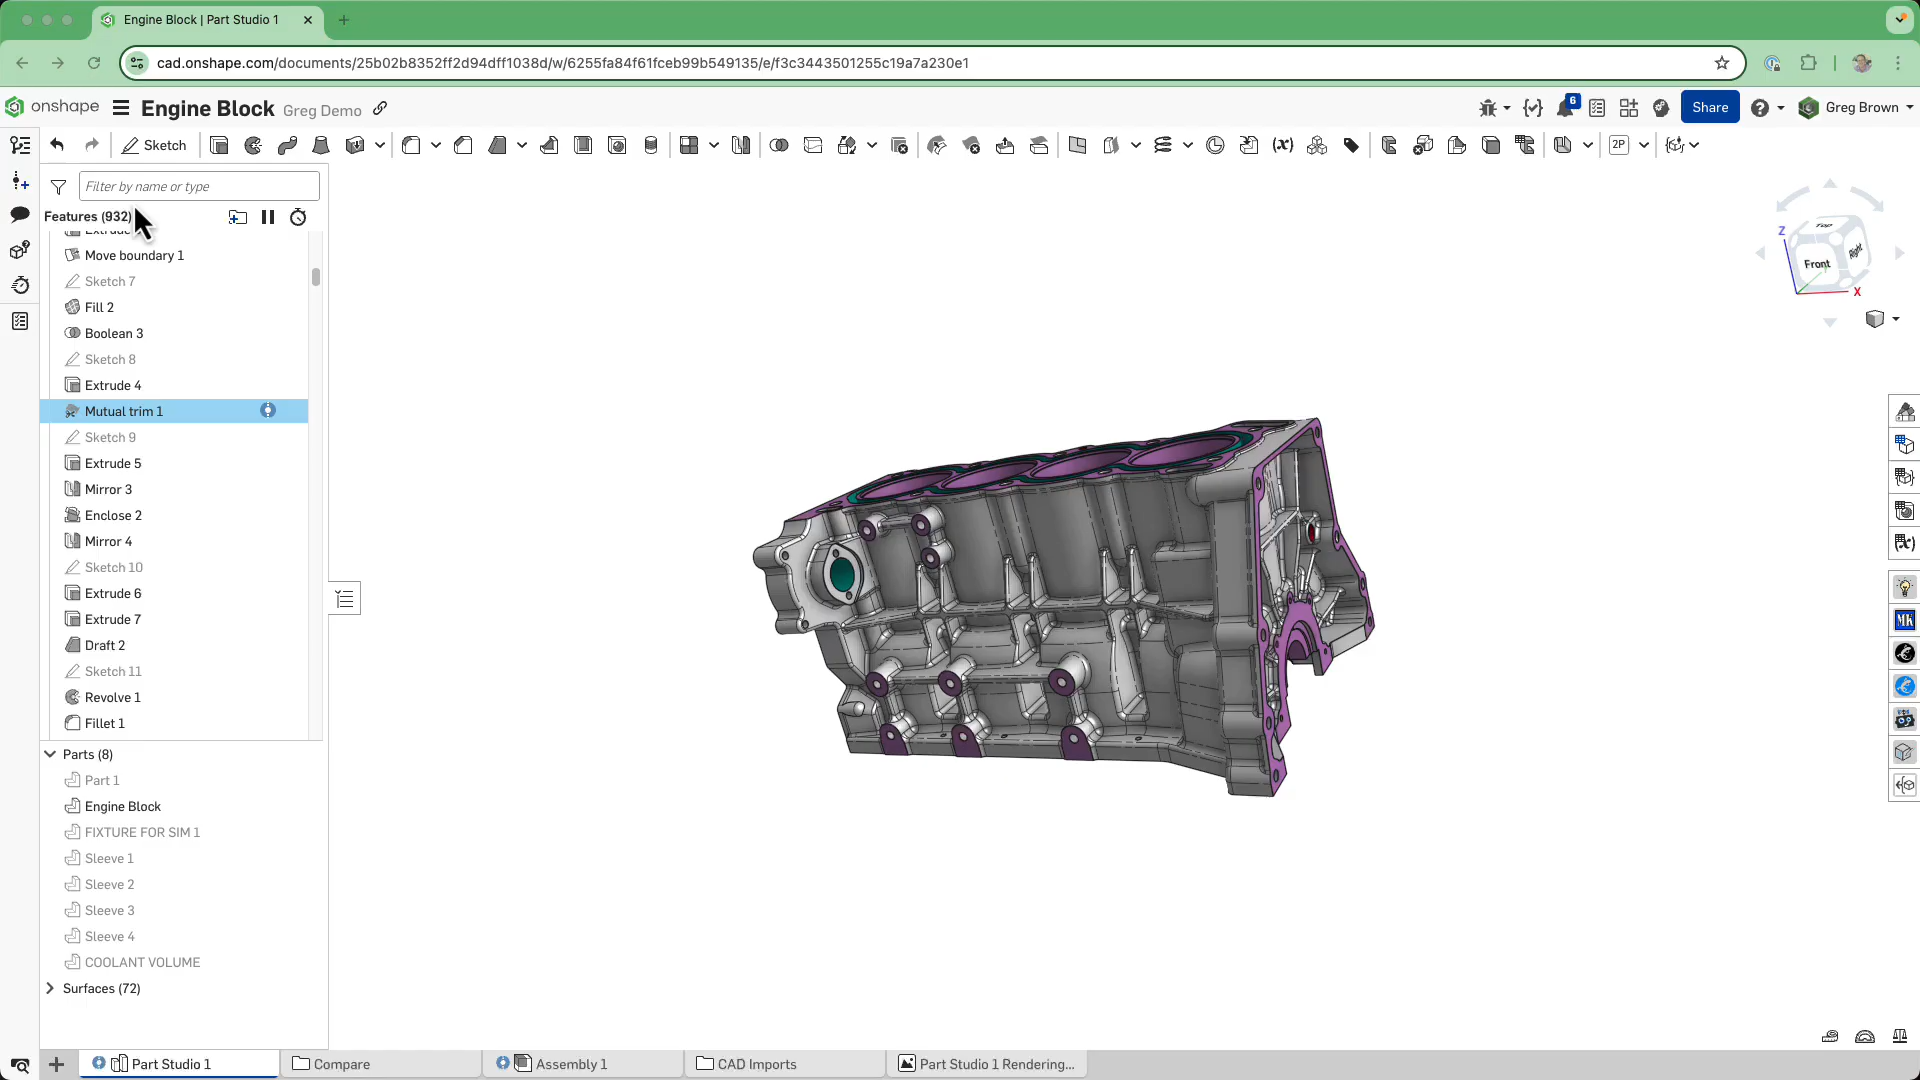 Engine Block | Part Studio 1
cad.onshape.com/documents/25b02b8352ff2d94dff1038d/w/6255fa84f61fceb99b549135/e/f3c3443501255c19a7a230e1
onshape
Engine Block
Greg Demo
6
Share
Greg Brown
Sketch
(x)
2P
Filter by name or type
Features (932)
Move boundary 1
Sketch 7
Fill 2
Boolean 3
Sketch 8
Extrude 4
Mutual trim 1
Sketch 9
Extrude 5
Mirror 3
Enclose 2
Mirror 4
Sketch 10
Extrude 6
Extrude 7
Draft 2
Sketch 11
Revolve 1
Fillet 1
Parts (8)
Part 1
Engine Block
FIXTURE FOR SIM 1
Sleeve 1
Sleeve 2
Sleeve 3
Sleeve 4
COOLANT VOLUME
Surfaces (72)
Z
Top
Front
Right
X
(x)
MK
Part Studio 1
Compare
Assembly 1
CAD Imports
Part Studio 1 Rendering...